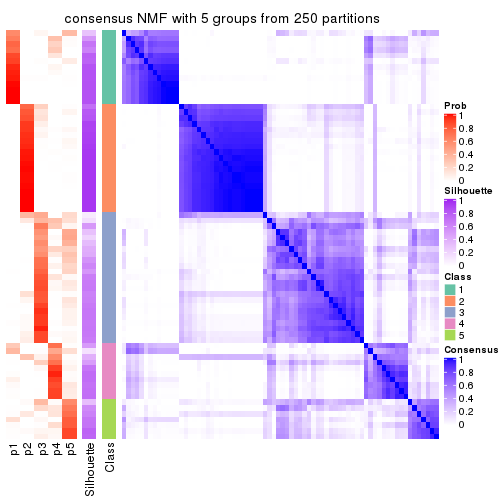 consensus NMF with 5 groups from 250 partitions
Prob
1
0.8
0.6
0.4
0.2
0
Silhouette
1
0.8
0.6
0.4
0.2
0
Class
1
2
3
4
5
Consensus
1
0.8
0.6
0.4
0.2
0
p1
p2
p3
p4
p5
Silhouette
Class